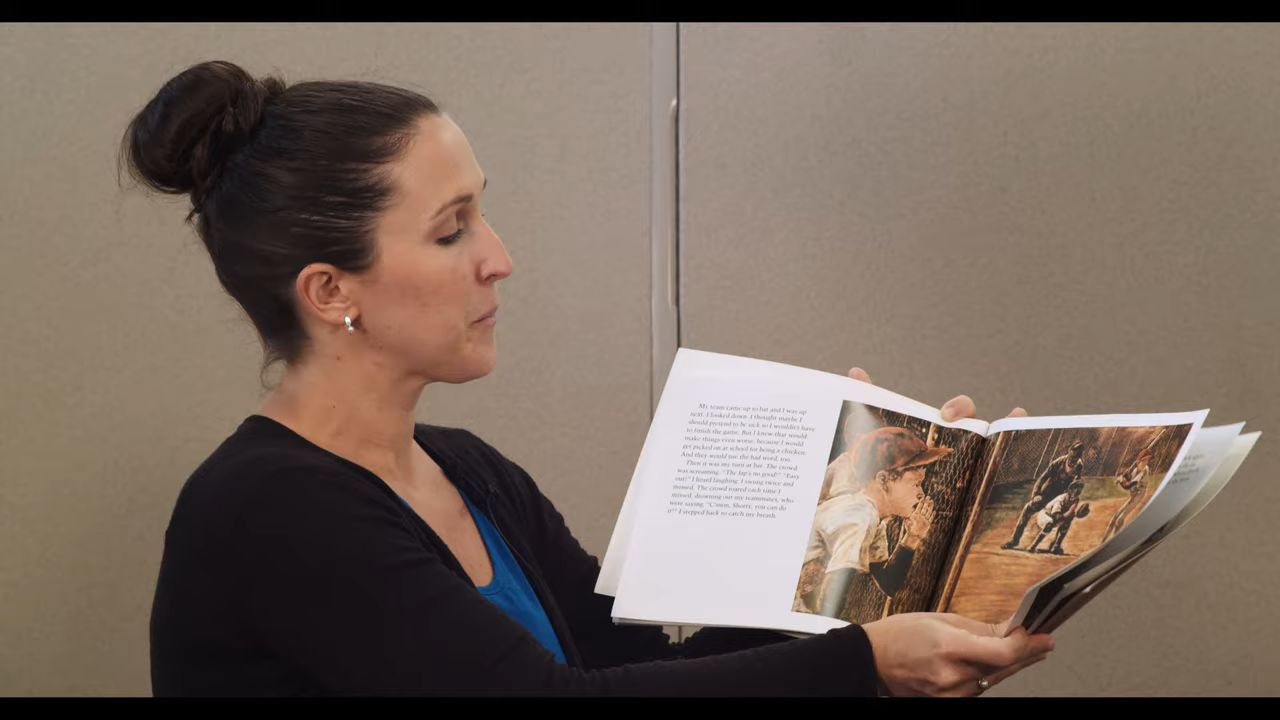 My team came up to bat and I was up
next. I looked down. I thought maybe I
should pretend to be sick so I wouldn't have
to finish the game. But I knew that would
make things even worse, because I would
get picked on at school for being a chicken.
And they would use the bad word, too.
Then it was my turn at bat. The crowd
was screaming. "The Jap's no good!" "Easy
out!" I heard laughing. I swung twice and
missed. The crowd roared each time I
missed, drowning out my teammates, who
were saying, "C'mon, Shorty, you can do
it!" I stepped back to catch my breath.